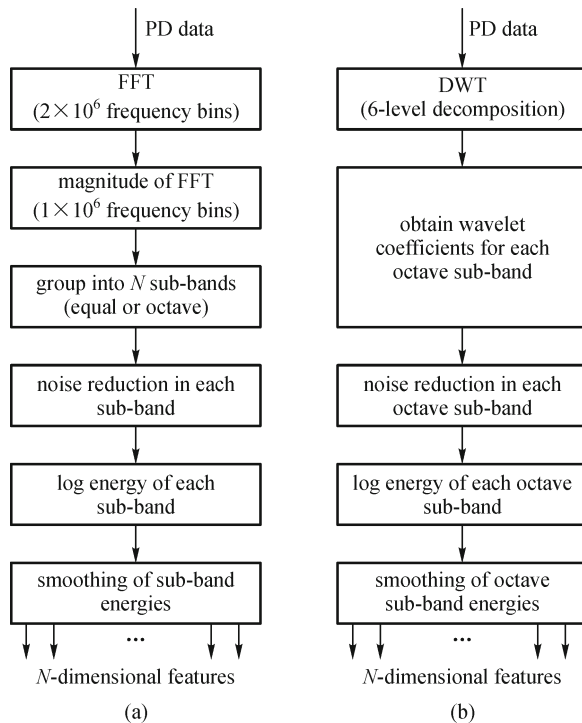 PD data
FFT
(2×10⁶ frequency bins)
magnitude of FFT
(1×10⁶ frequency bins)
group into N sub-bands
(equal or octave)
noise reduction in each
sub-band
log energy of each
sub-band
smoothing of sub-band
energies
...
N-dimensional features
(a)
PD data
DWT
(6-level decomposition)
obtain wavelet
coefficients for each
octave sub-band
noise reduction in each
octave sub-band
log energy of each octave
sub-band
smoothing of octave
sub-band energies
...
N-dimensional features
(b)